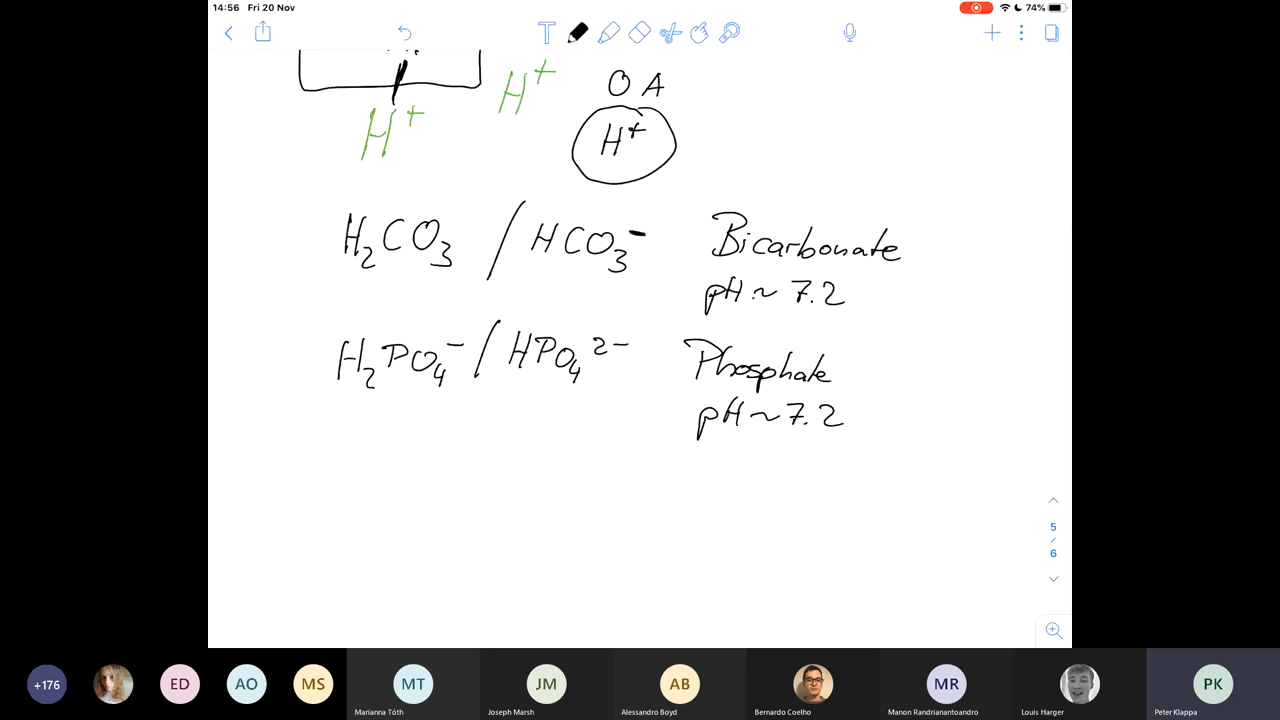 14:56 Fri 20 Nov
74%
T
H+
H+
O A
H+
H₂CO₃ / HCO₃⁻ Bicarbonate
pH ~ 7.2
H₂PO₄⁻ / HPO₄²⁻ Phosphate
pH ~ 7.2
5
/
6
+176
ED
AO
MS
MT
JM
AB
MR
PK
Marianna Tóth
Joseph Marsh
Alessandro Boyd
Bernardo Coelho
Manon Randrianantoandro
Louis Harger
Peter Klappa